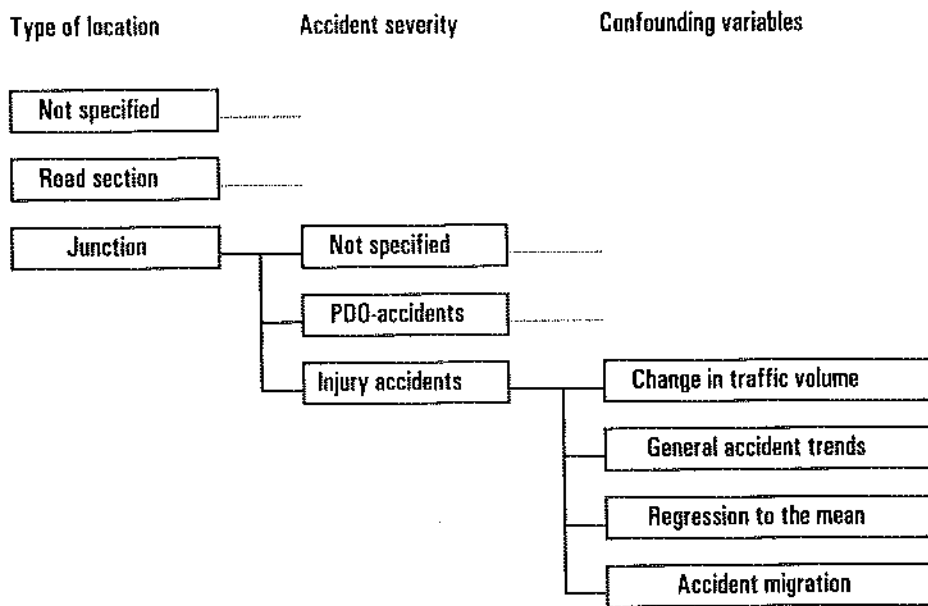 Type of location Accident severity Confounding variables
Not specified
Road section
Junction Not specified
PDO-accidents
Injury accidents Change in traffic volume
General accident trends
Regression to the mean
Accident migration